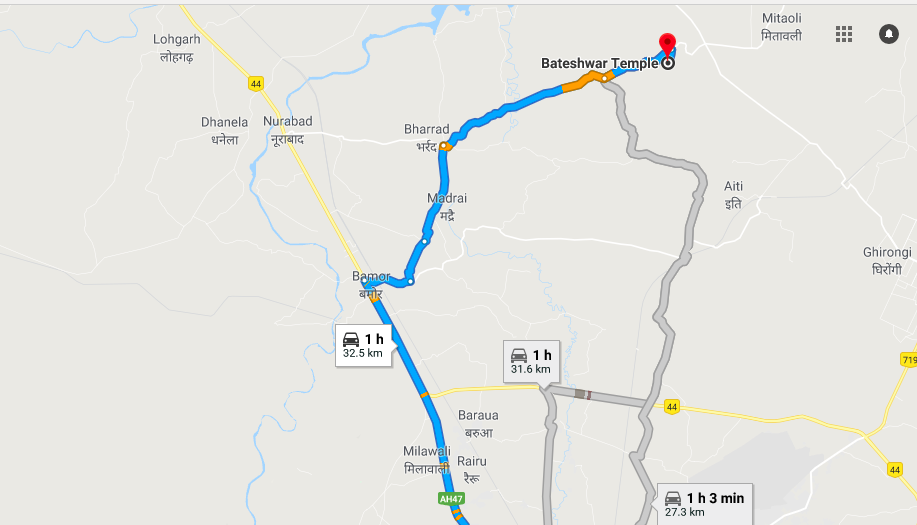 Mitaoli
मितावली
Lohgarh
लोहगढ़
Bateshwar Temple
44
Dhanela
धनेला
Nurabad
नूराबाद
Bharrad
भर्रद
Madrai
मद्रै
Aiti
इति
Ghirongi
घिरोंगी
Bamor
बमोर
1 h
32.5 km
1 h
31.6 km
719
44
Baraua
बरुआ
Milawali
मिलावाली
Rairu
रैरू
44
AH47
1 h 3 min
27.3 km